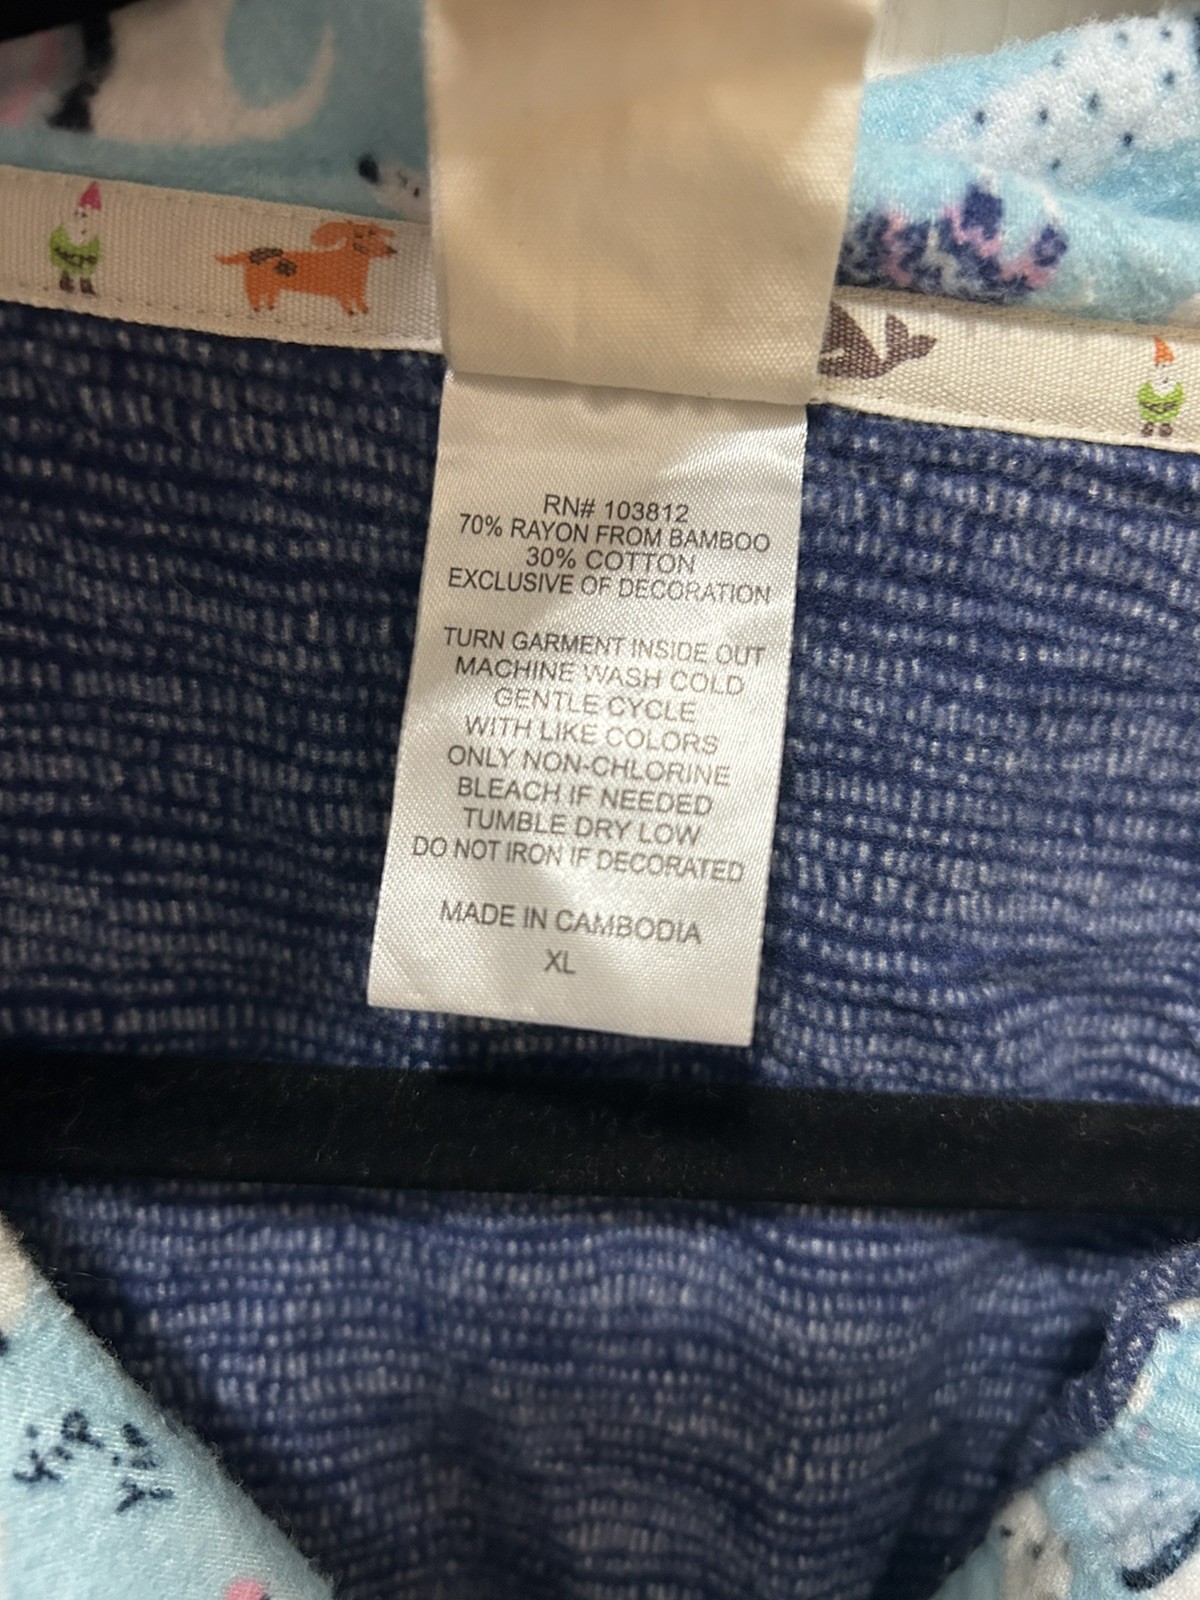 RN# 103812
70% RAYON FROM BAMBOO
30% COTTON
EXCLUSIVE OF DECORATION
TURN GARMENT INSIDE OUT
MACHINE WASH COLD
GENTLE CYCLE
WITH LIKE COLORS
ONLY NON-CHLORINE
BLEACH IF NEEDED
TUMBLE DRY LOW
DO NOT IRON IF DECORATED
MADE IN CAMBODIA
XL
yip
yip